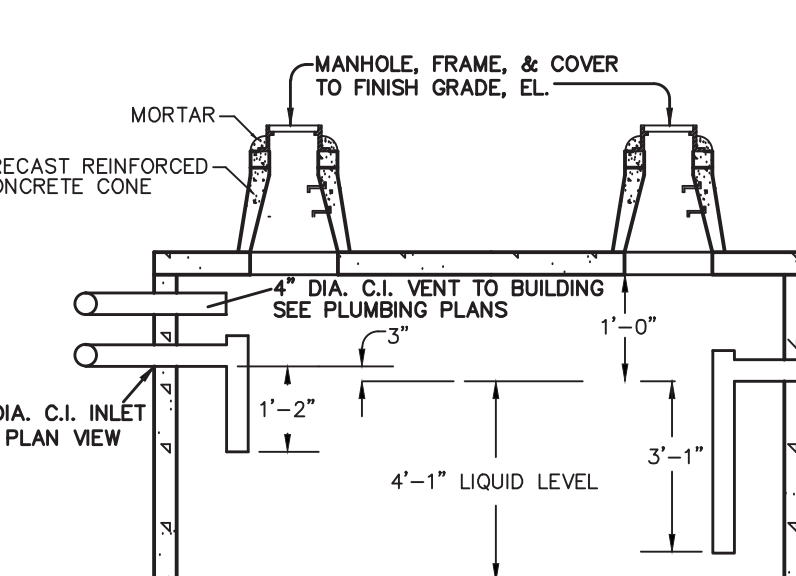 MANHOLE, FRAME, & COVER
TO FINISH GRADE, EL.
MORTAR
RECAST REINFORCED
ONCRETE CONE
4" DIA. C.I. VENT TO BUILDING
SEE PLUMBING PLANS
3"
1'-0"
DIA. C.I. INLET
PLAN VIEW
1'-2"
3'-1"
4'-1" LIQUID LEVEL